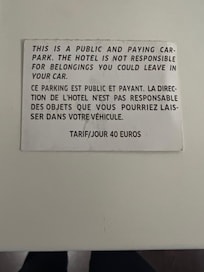 THIS IS A PUBLIC AND PAYING CAR-
PARK. THE HOTEL IS NOT RESPONSIBLE
FOR BELONGINGS YOU COULD LEAVE IN
YOUR CAR.
CE PARKING EST PUBLIC ET PAYANT. LA DIREC-
TION DE L'HOTEL N'EST PAS RESPONSABLE
DES OBJETS QUE VOUS POURRIEZ LAIS-
SER DANS VOTRE VÉHICULE.
TARIF/JOUR 40 EUROS